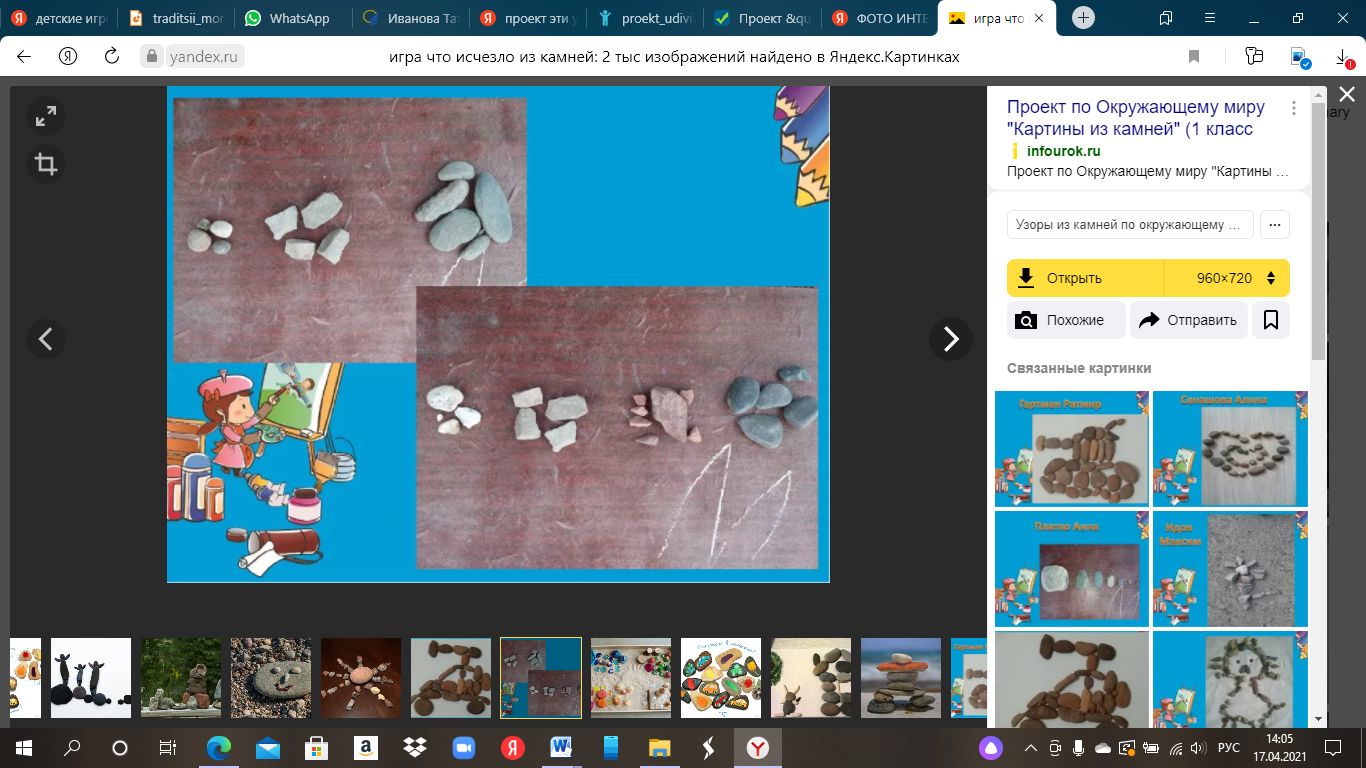 детские игр
traditsii_mor
WhatsApp
Иванова Тат
проект эти у
proekt_udivi
Проект &qu
ФОТО ИНТЕ
игра что
yandex.ru
игра что исчезло из камней: 2 тыс изображений найдено в Яндекс.Картинках
Проект по Окружающему миру
"Картины из камней" (1 класс
infourok.ru
Проект по Окружающему миру "Картины ...
Узоры из камней по окружающему ...
Открыть
960×720
Похожие
Отправить
Связанные картинки
Гартман Ратмир
Сенашова Алина
Платко Анна
Идов
Максим
РУС
14:05
17.04.2021